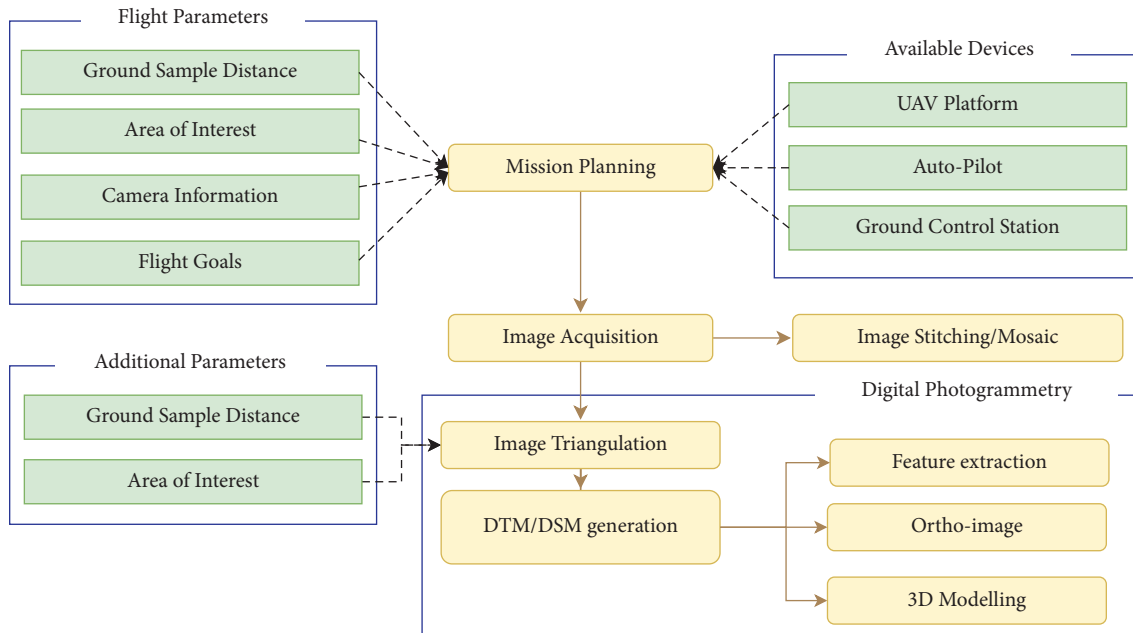 Flight Parameters
Ground Sample Distance
Area of Interest
Camera Information
Flight Goals
Mission Planning
Available Devices
UAV Platform
Auto-Pilot
Ground Control Station
Image Acquisition
Image Stitching/Mosaic
Additional Parameters
Ground Sample Distance
Area of Interest
Digital Photogrammetry
Image Triangulation
DTM/DSM generation
Feature extraction
Ortho-image
3D Modelling